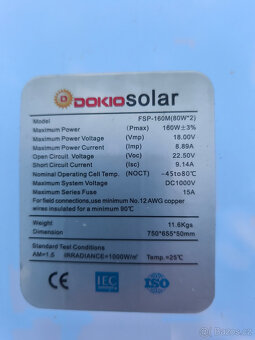 DOKIO solar
Model FSP-160M(80W*2)
Maximum Power (Pmax) 160W±3%
Maximum Power Voltage (Vmp) 18.00V
Maximum Power Current (Imp) 8.89A
Open Circuit Voltage (Voc) 22.50V
Short Circuit Current (Isc) 9.14A
Nominal Operating Cell Temp. (NOCT) -45to80℃
Maximum System Voltage DC1000V
Maximum Series Fuse 15A
For field connections,use minimum No.12 AWG copper
wires insulated for a minimum 90℃
Weight 11.6Kgs
Dimension 750*655*50mm
Standard Test Conditions
AM=1.5 IRRADIANCE=1000W/㎡ Temp.=25℃
CE IEC ISO